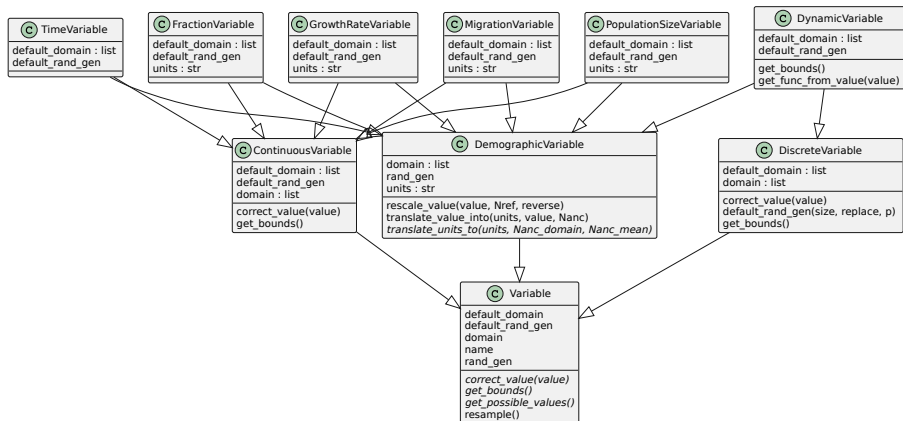 C TimeVariable
default_domain : list
default_rand_gen
C FractionVariable
default_domain : list
default_rand_gen
units : str
C GrowthRateVariable
default_domain : list
default_rand_gen
units : str
C MigrationVariable
default_domain : list
default_rand_gen
units : str
C PopulationSizeVariable
default_domain : list
default_rand_gen
units : str
C DynamicVariable
default_domain : list
default_rand_gen
get_bounds()
get_func_from_value(value)
C ContinuousVariable
default_domain : list
default_rand_gen
domain : list
correct_value(value)
get_bounds()
C DemographicVariable
domain : list
rand_gen
units : str
rescale_value(value, Nref, reverse)
translate_value_into(units, value, Nanc)
translate_units_to(units, Nanc_domain, Nanc_mean)
C DiscreteVariable
default_domain : list
domain : list
correct_value(value)
default_rand_gen(size, replace, p)
get_bounds()
C Variable
default_domain
default_rand_gen
domain
name
rand_gen
correct_value(value)
get_bounds()
get_possible_values()
resample()